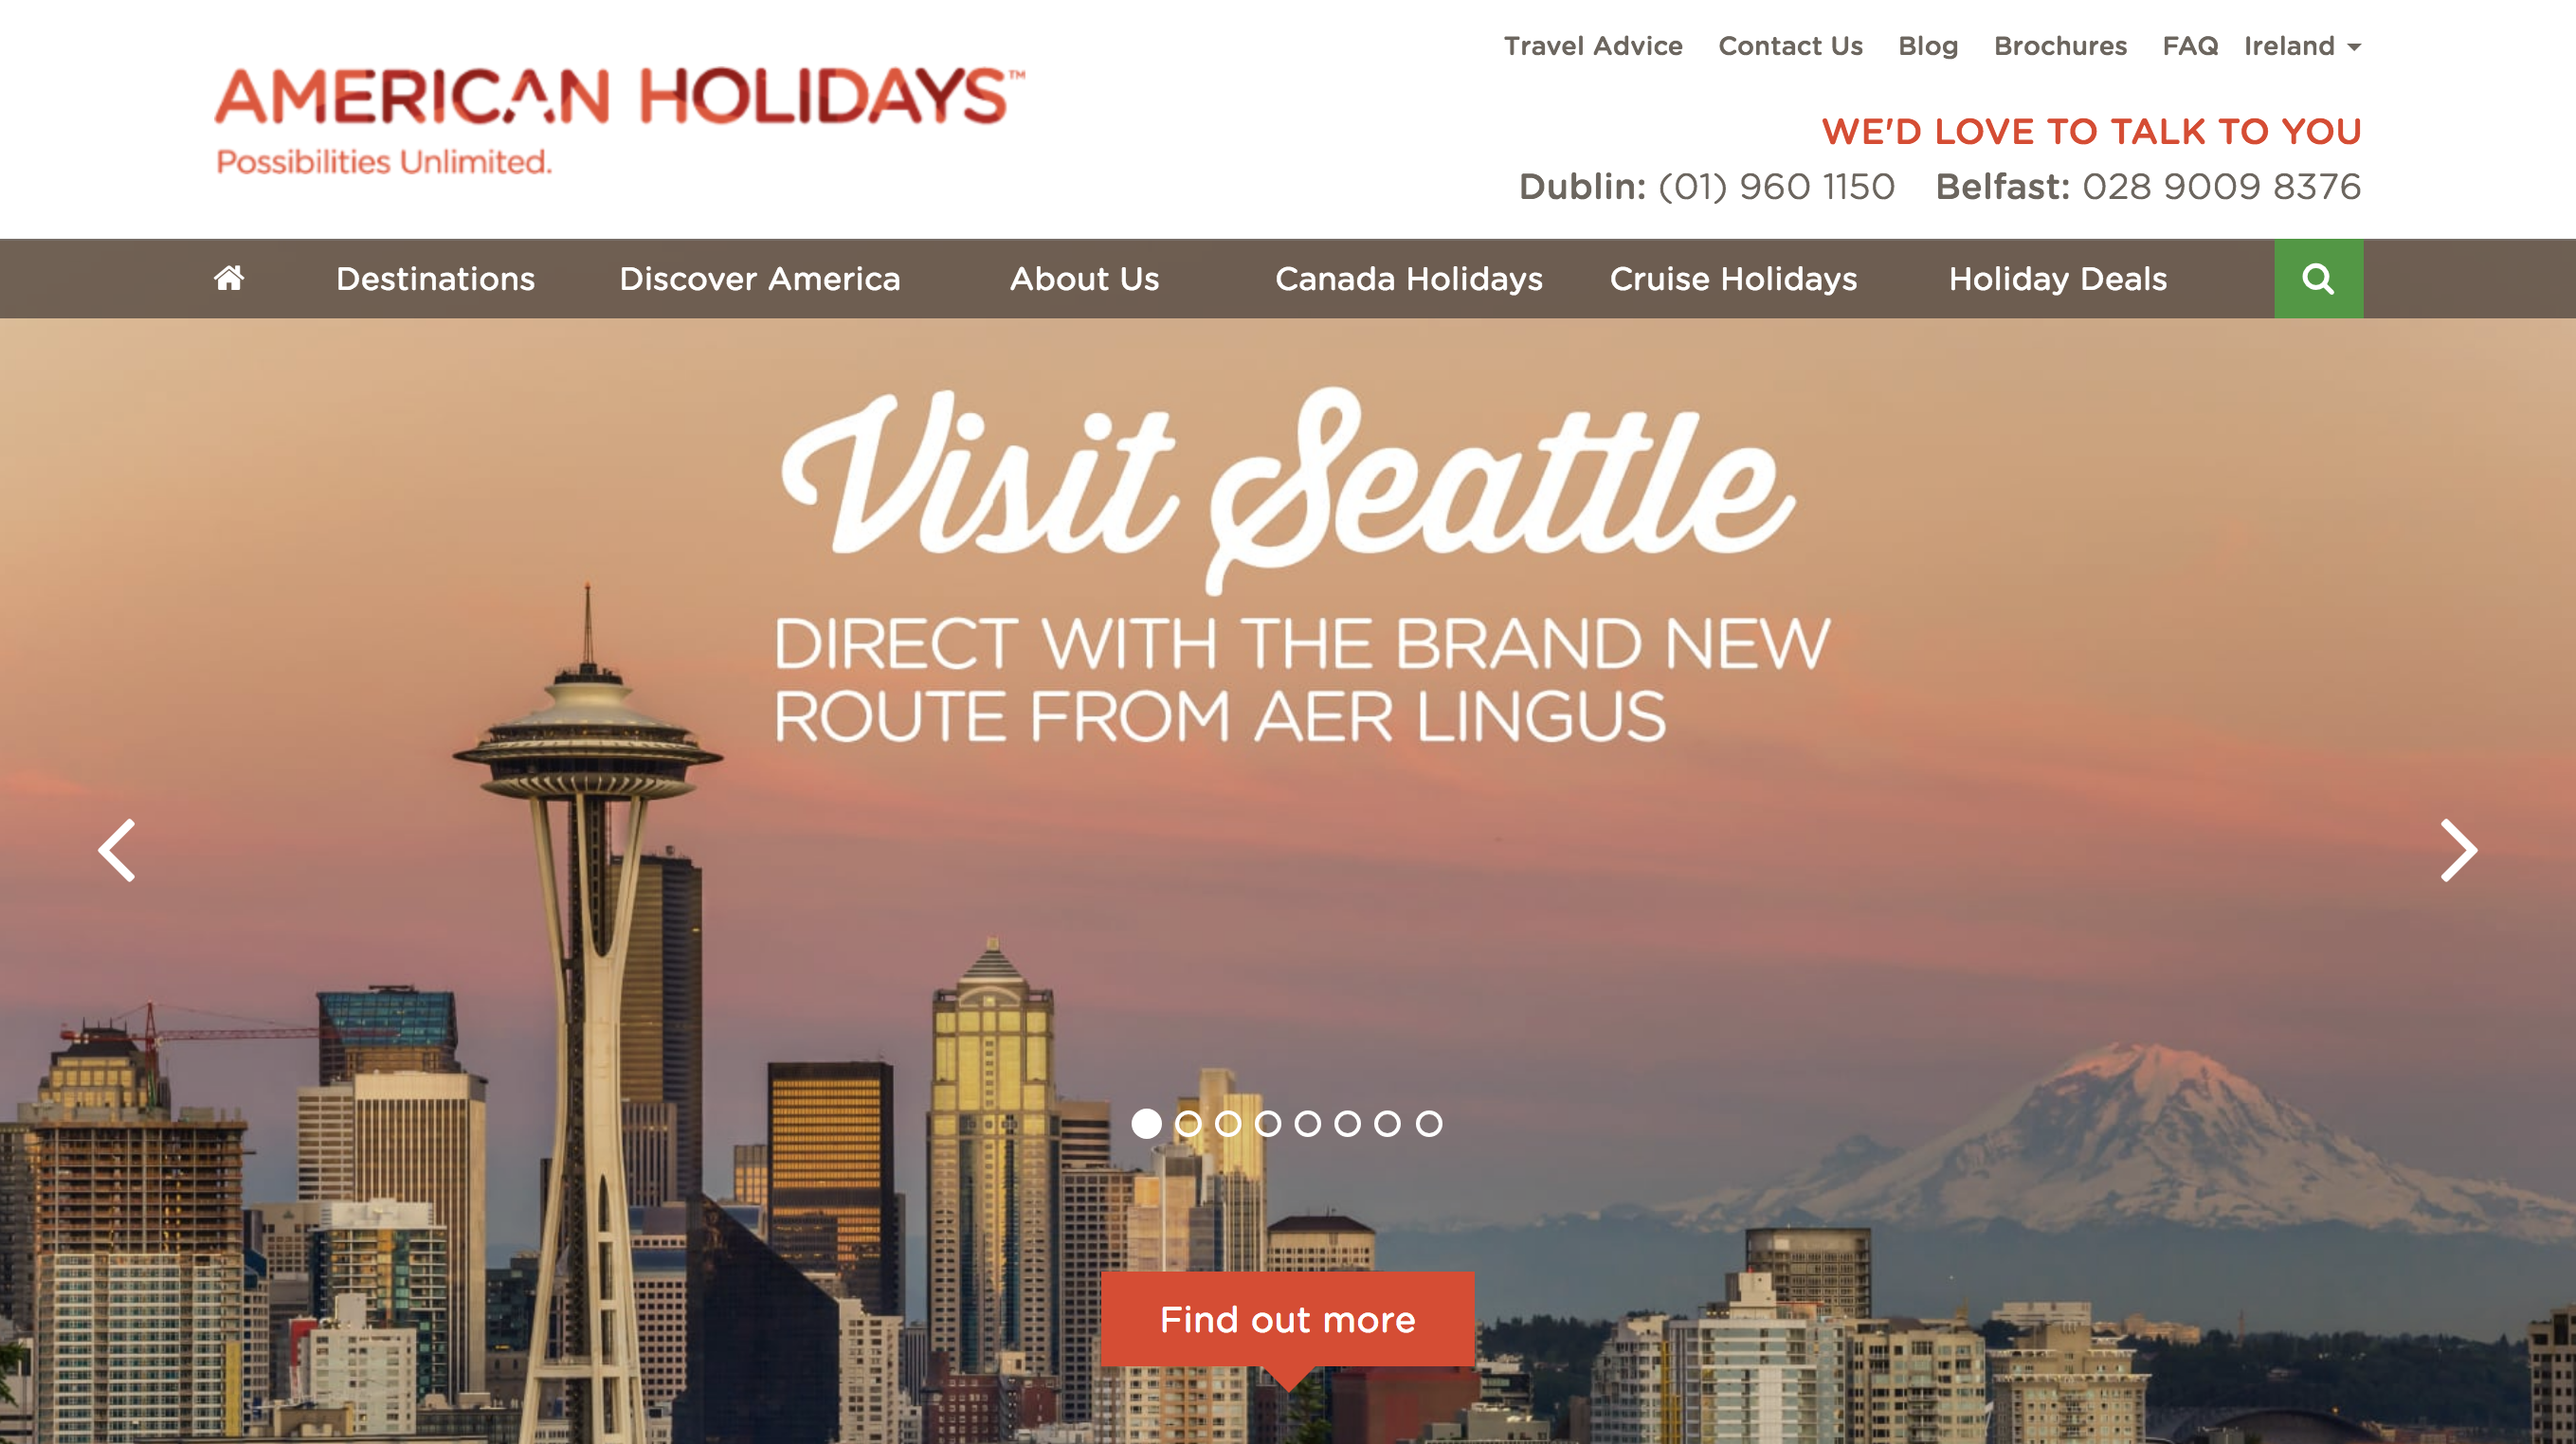 Travel Advice Contact Us Blog Brochures FAQ Ireland
AMERICAN HOLIDAYS™
Possibilities Unlimited.
WE'D LOVE TO TALK TO YOU
Dublin: (01) 960 1150 Belfast: 028 9009 8376
Destinations Discover America About Us Canada Holidays Cruise Holidays Holiday Deals
Visit Seattle
DIRECT WITH THE BRAND NEW
ROUTE FROM AER LINGUS
Find out more